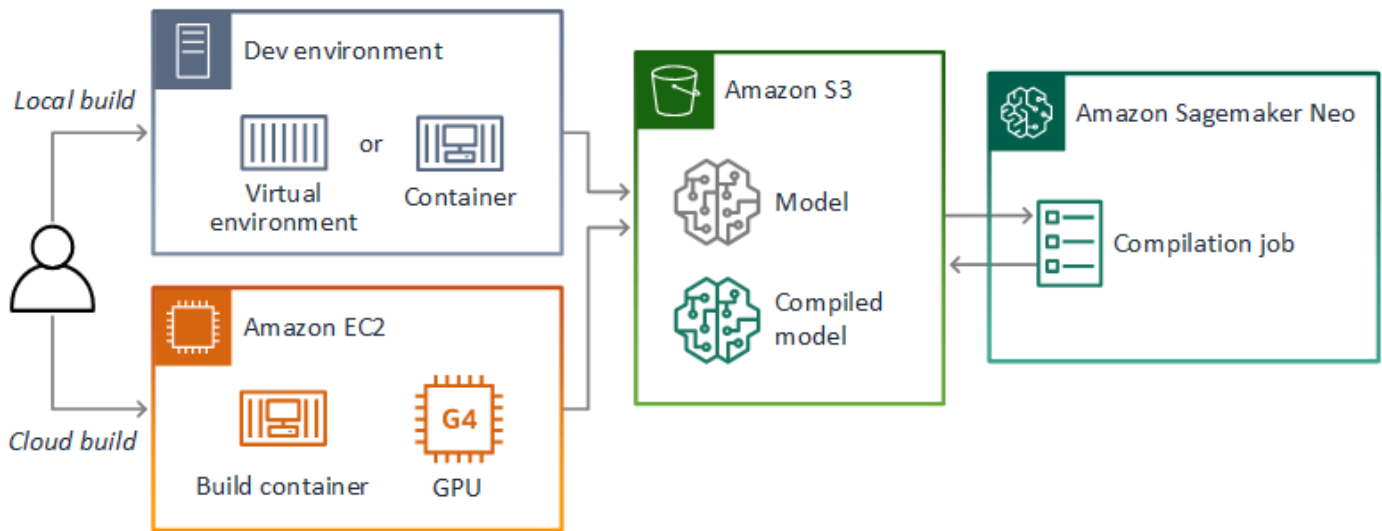 Local build
Dev environment
or
Virtual
environment
Container
Cloud build
Amazon EC2
G4
Build container
GPU
Amazon S3
Model
Compiled
model
Amazon Sagemaker Neo
Compilation job